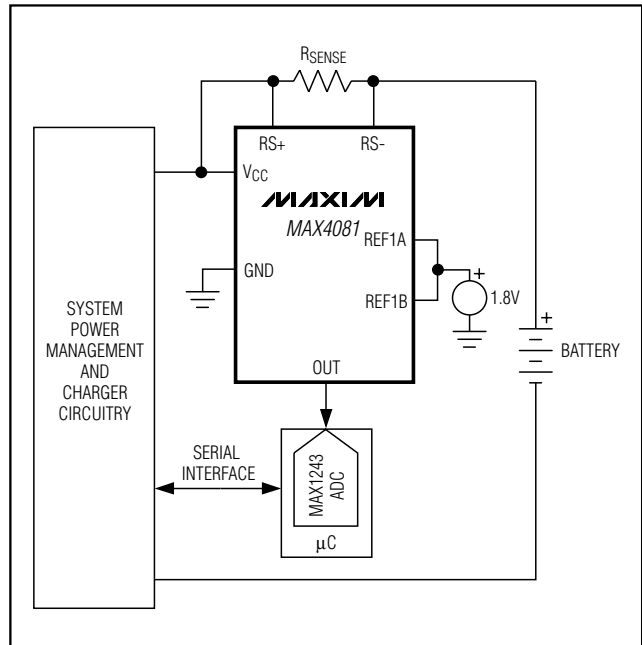 RSENSE
RS+
RS-
VCC
MAXIM
MAX4081
REF1A
GND
REF1B
+
1.8V
SYSTEM
POWER
MANAGEMENT
AND
CHARGER
CIRCUITRY
+
BATTERY
OUT
SERIAL
INTERFACE
MAX1243
ADC
µC